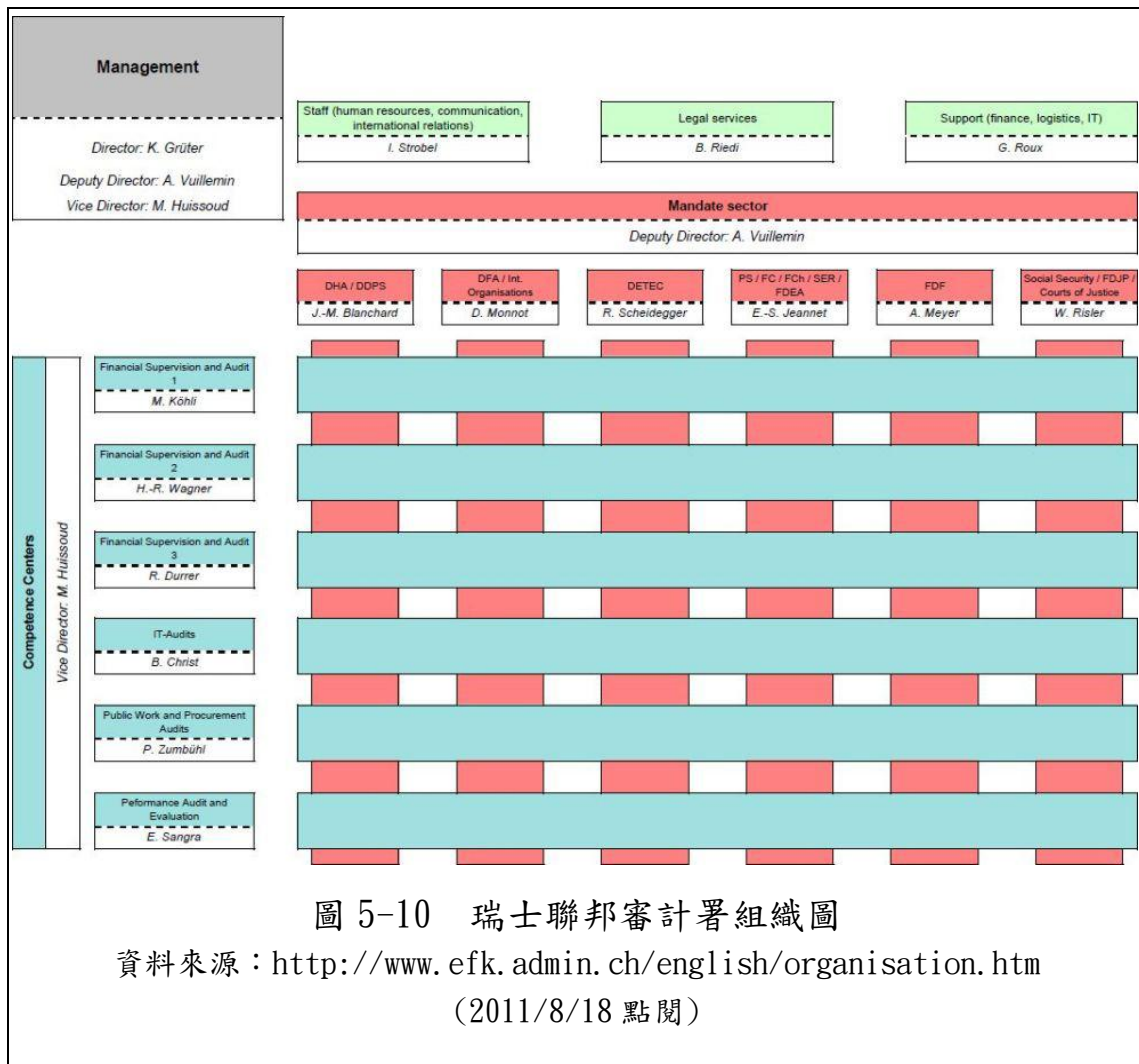 Management
Director: K. Grüter
Deputy Director: A. Vuillemin
Vice Director: M. Huissoud
Staff (human resources, communication,
international relations)
I. Strobel
Legal services
B. Riedi
Support (finance, logistics, IT)
G. Roux
Mandate sector
Deputy Director: A. Vuillemin
DHA / DDPS
J.-M. Blanchard
DFA / Int.
Organisations
D. Monnot
DETEC
R. Scheidegger
PS / FC / FCh / SER /
FDEA
E.-S. Jeannet
FDF
A. Meyer
Social Security / FDJP /
Courts of Justice
W. Risler
Competence Centers
Vice Director: M. Huissoud
Financial Supervision and Audit
1
M. Köhli
Financial Supervision and Audit
2
H.-R. Wagner
Financial Supervision and Audit
3
R. Durrer
IT-Audits
B. Christ
Public Work and Procurement
Audits
P. Zumbühl
Peformance Audit and
Evaluation
E. Sangra
圖 5-10 瑞士聯邦審計署組織圖
資料來源：http://www.efk.admin.ch/english/organisation.htm
(2011/8/18 點閱)